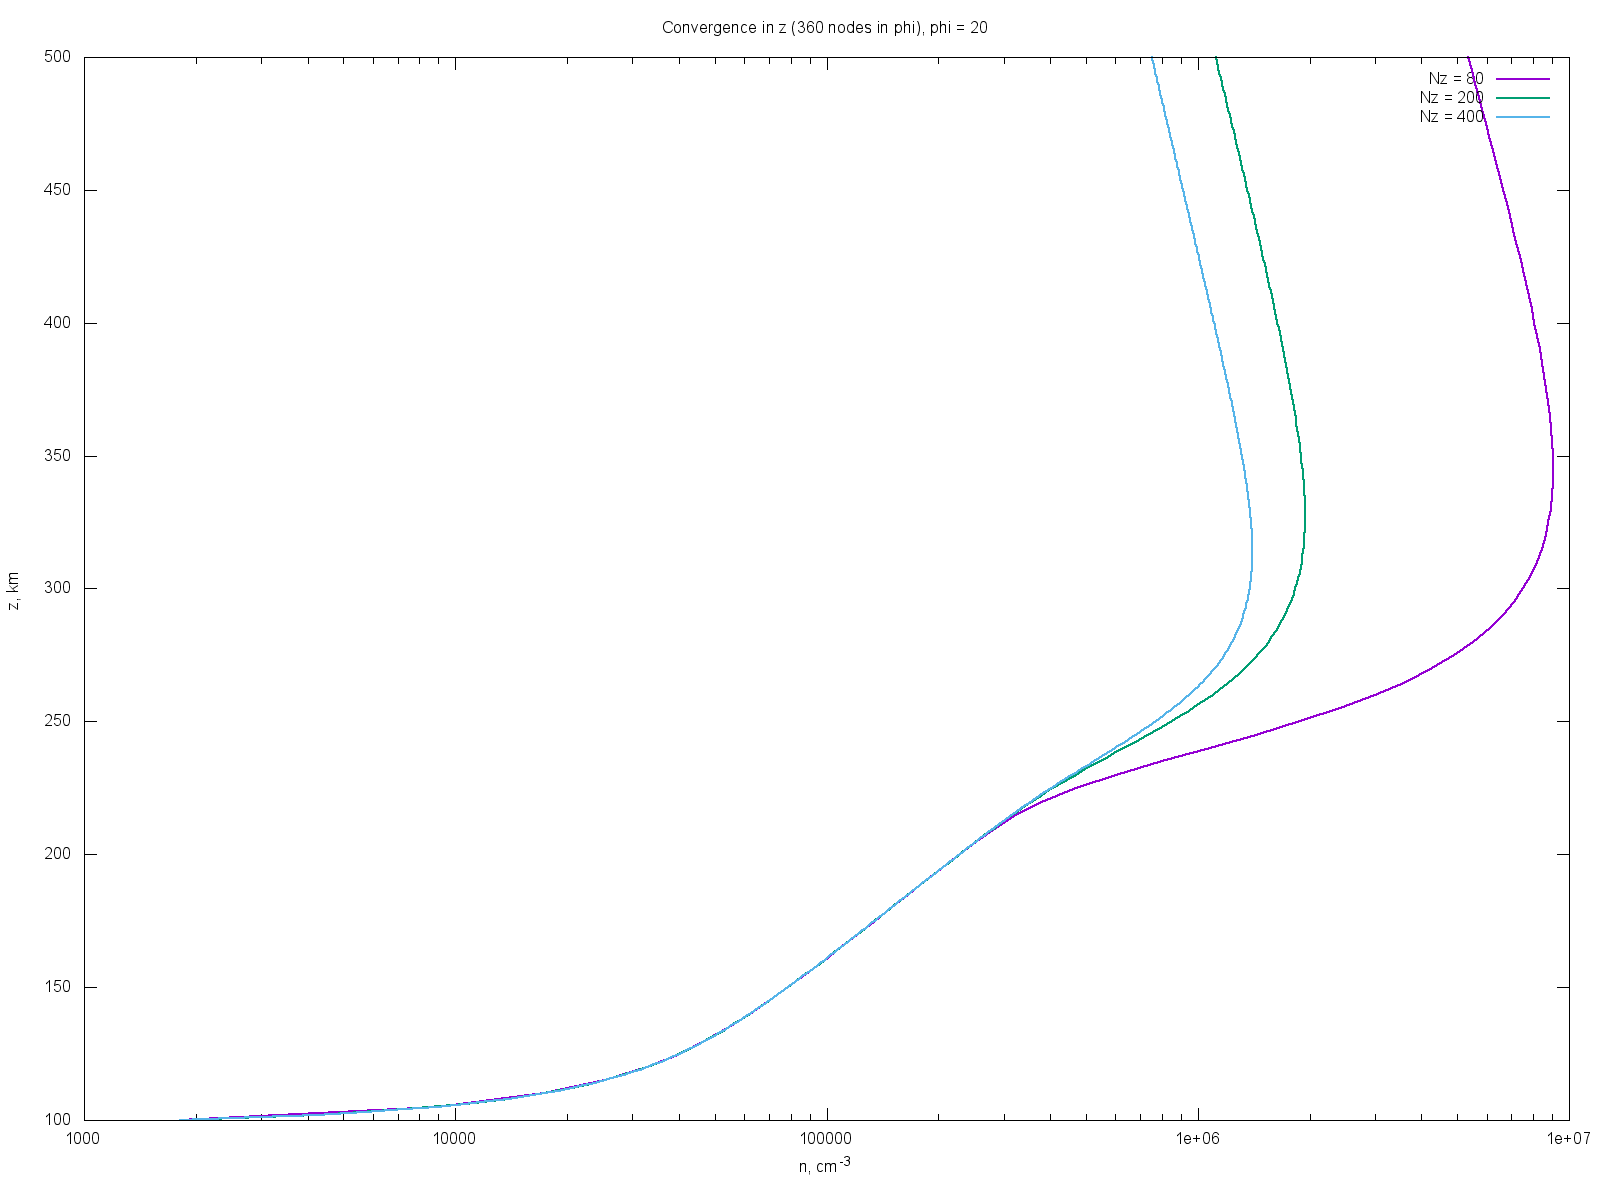 Convergence in z (360 nodes in phi), phi = 20
500
450
400
350
300
250
200
150
100
z, km
Nz = 80
Nz = 200
Nz = 400
1000
10000
100000
1e+06
1e+07
n, cm-3